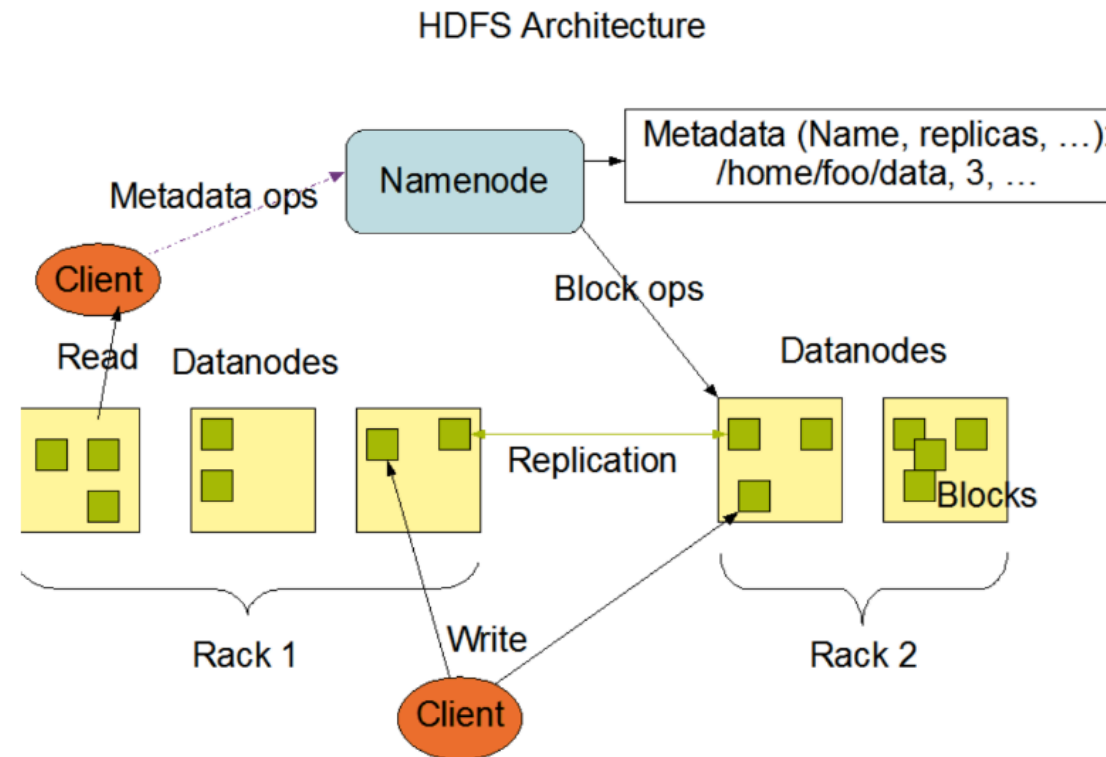 HDFS Architecture
Metadata (Name, replicas, …):
/home/foo/data, 3, …
Namenode
Metadata ops
Client
Block ops
Read
Datanodes
Datanodes
Replication
Blocks
Write
Rack 1
Rack 2
Client